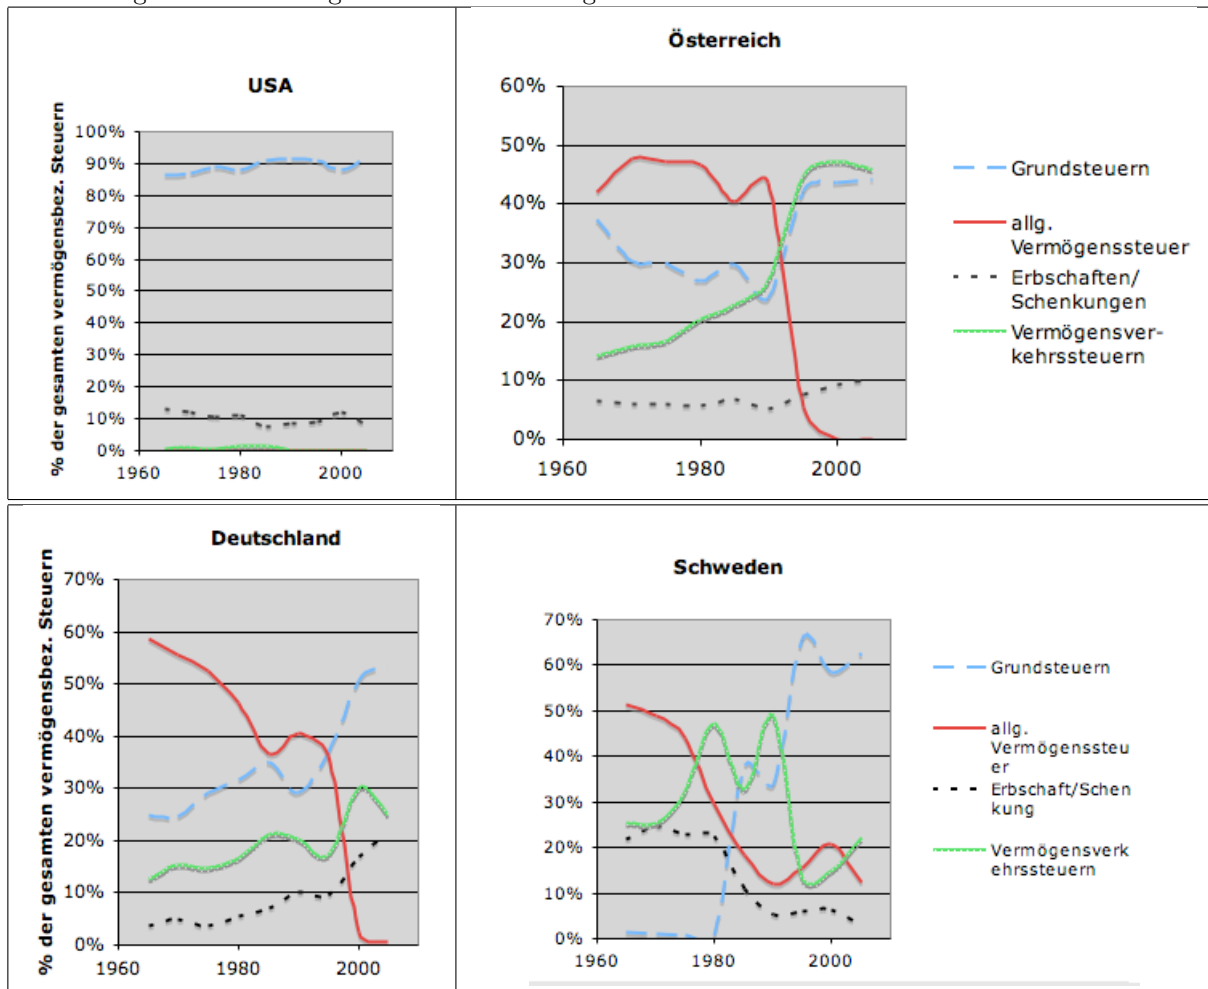 USA
% der gesamten vermögensbez. Steuern
100%
90%
80%
70%
60%
50%
40%
30%
20%
10%
0%
1960
1980
2000
Österreich
60%
50%
40%
30%
20%
10%
0%
1960
1980
2000
Grundsteuern
allg.
Vermögenssteuer
Erbschaften/
Schenkungen
Vermögensver-
kehrssteuern
Deutschland
% der gesamten vermögensbez. Steuern
70%
60%
50%
40%
30%
20%
10%
0%
1960
1980
2000
Schweden
70%
60%
50%
40%
30%
20%
10%
0%
1960
1980
2000
Grundsteuern
allg.
Vermögenssteu
er
Erbschaft/Schen
kung
Vermögensverk
ehrssteuern